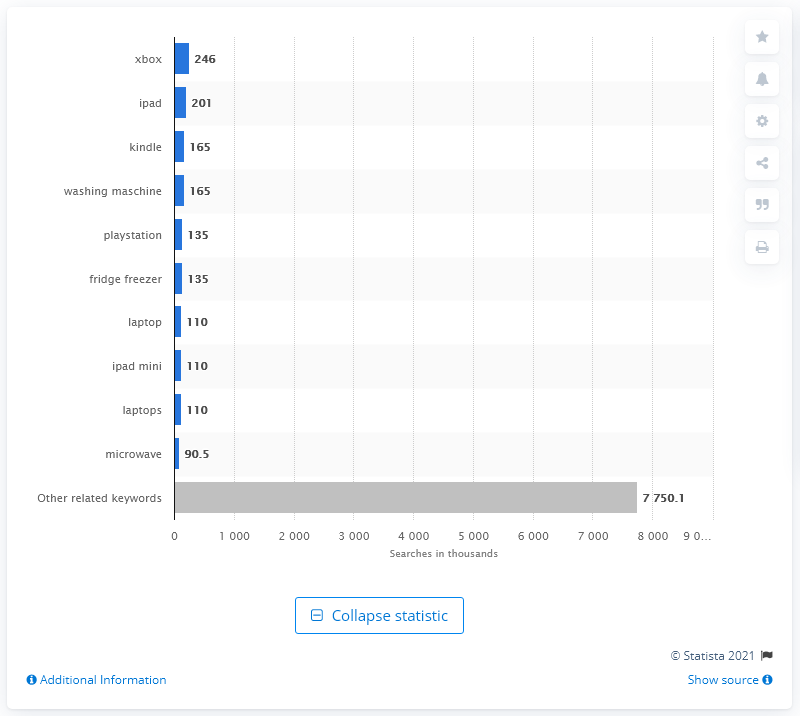 xbox 246
ipad 201
kindle 165
washing maschine 165
playstation 135
fridge freezer 135
laptop 110
ipad mini 110
laptops 110
microwave 90.5
Other related keywords 7 750.1
0 1 000 2 000 3 000 4 000 5 000 6 000 7 000 8 000 9 0...
Searches in thousands
Collapse statistic
© Statista 2021
Additional Information Show source